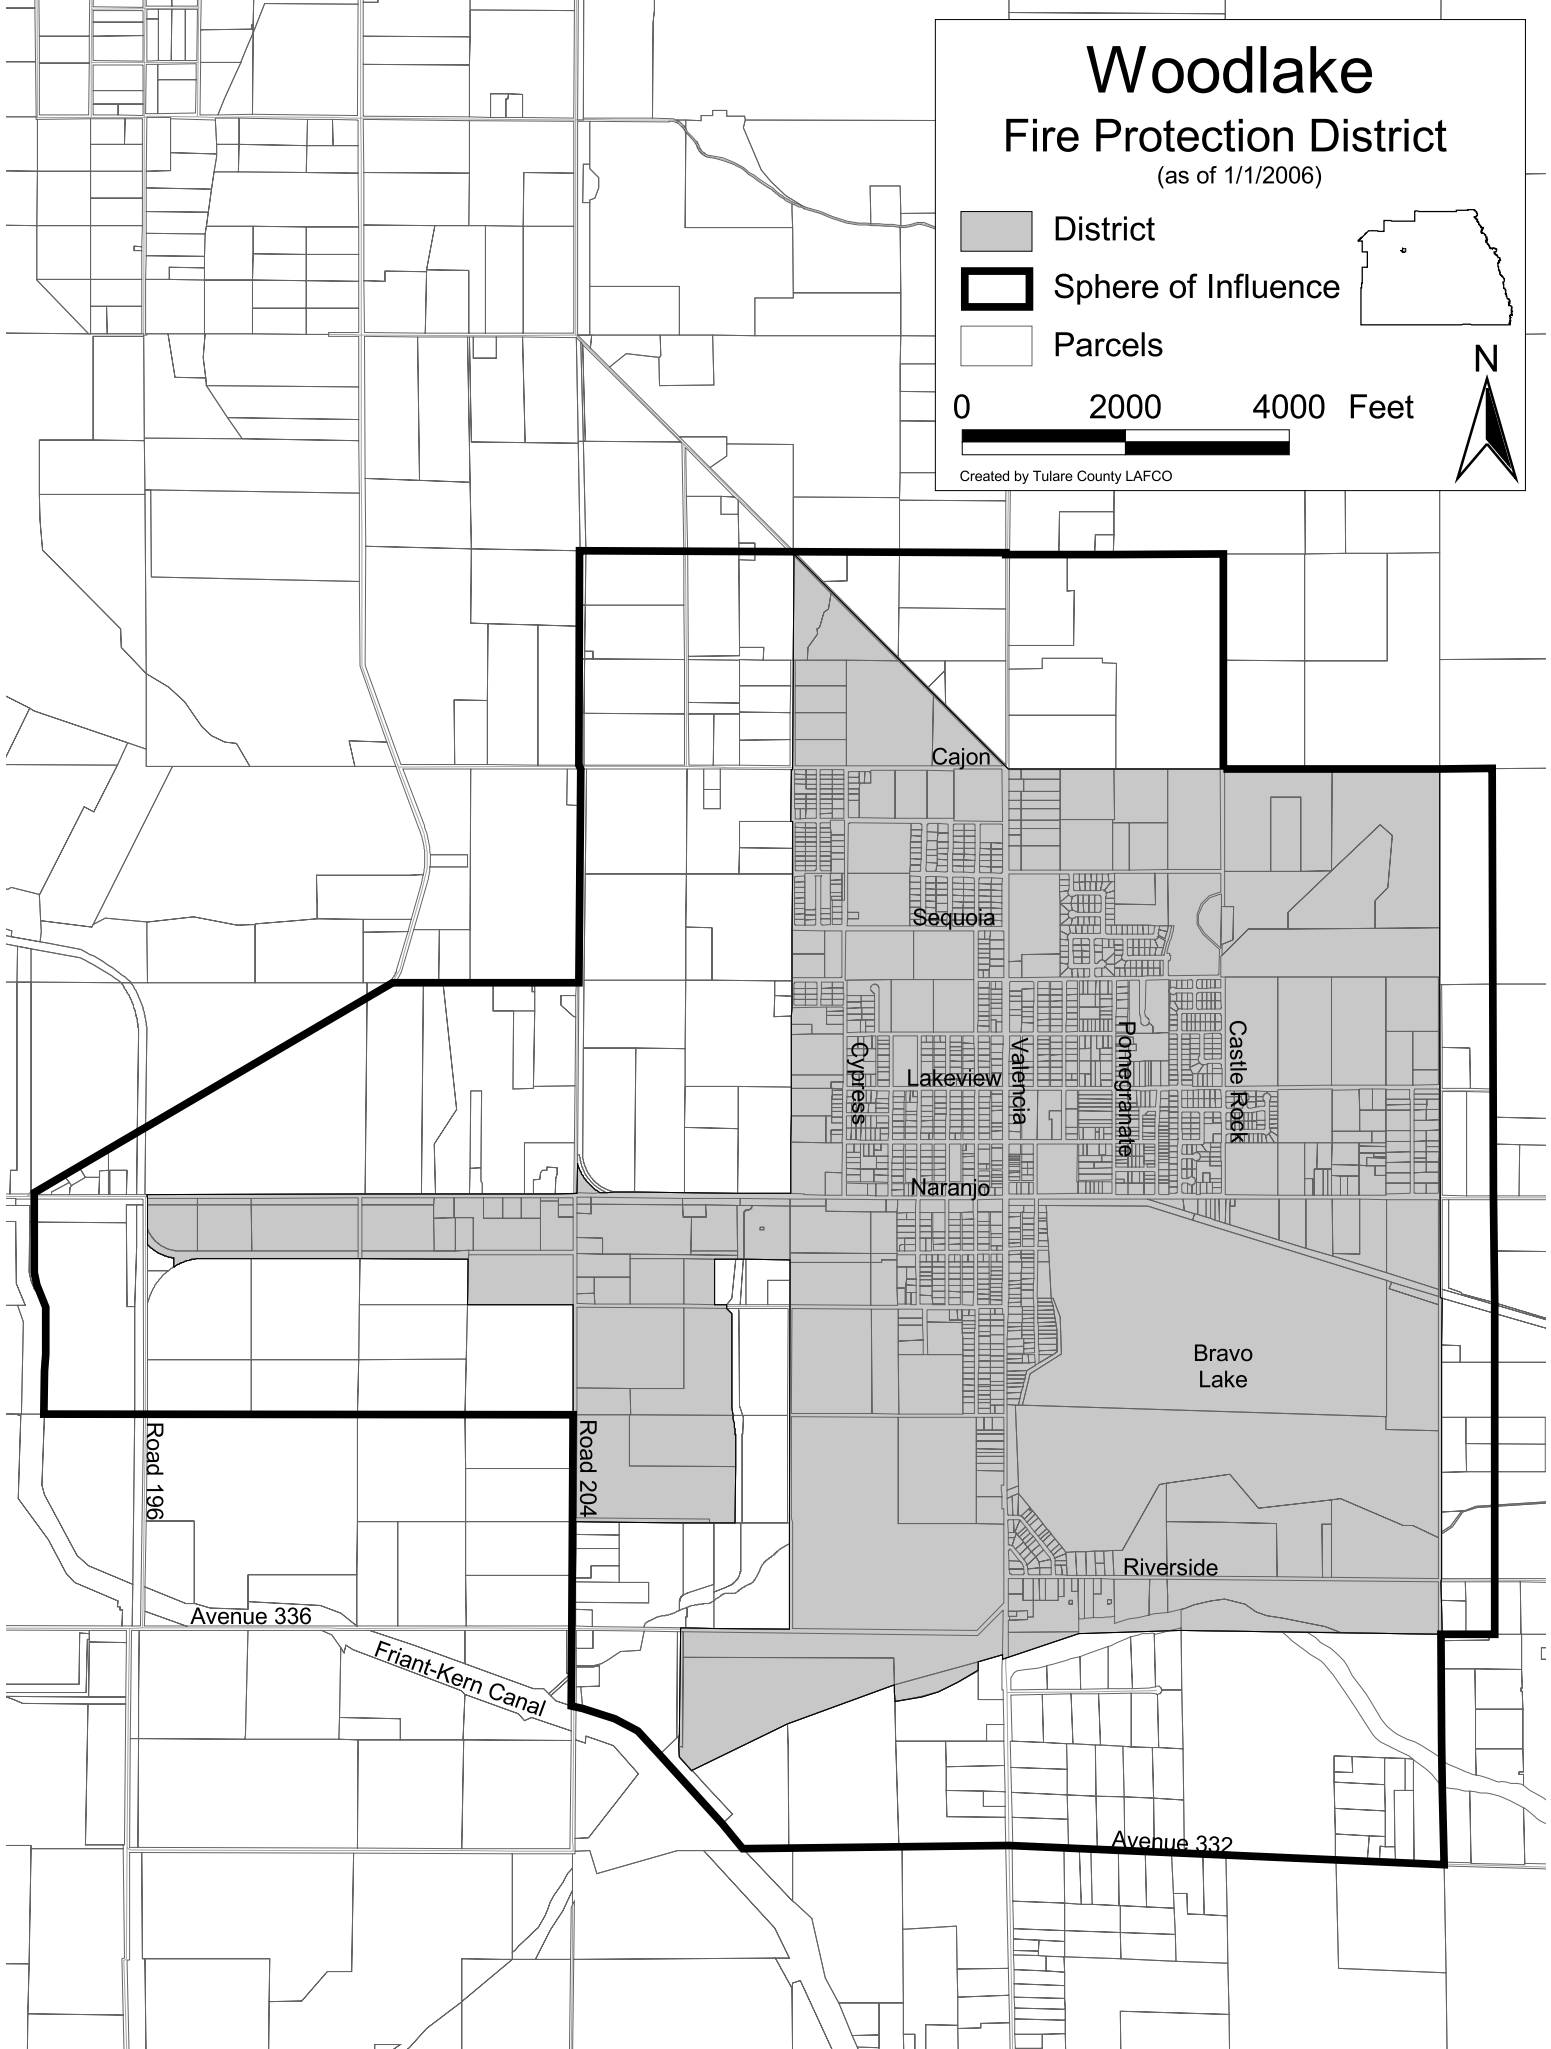 Woodlake
Fire Protection District
(as of 1/1/2006)
District
Sphere of Influence
Parcels
N
0 2000 4000 Feet
Created by Tulare County LAFCO
Cajon
Sequoia
Cypress
Valencia
Pomegranate
Castle Rock
Lakeview
Naranjo
Bravo
Lake
Road 196
Road 204
Riverside
Avenue 336
Friant-Kern Canal
Avenue 332